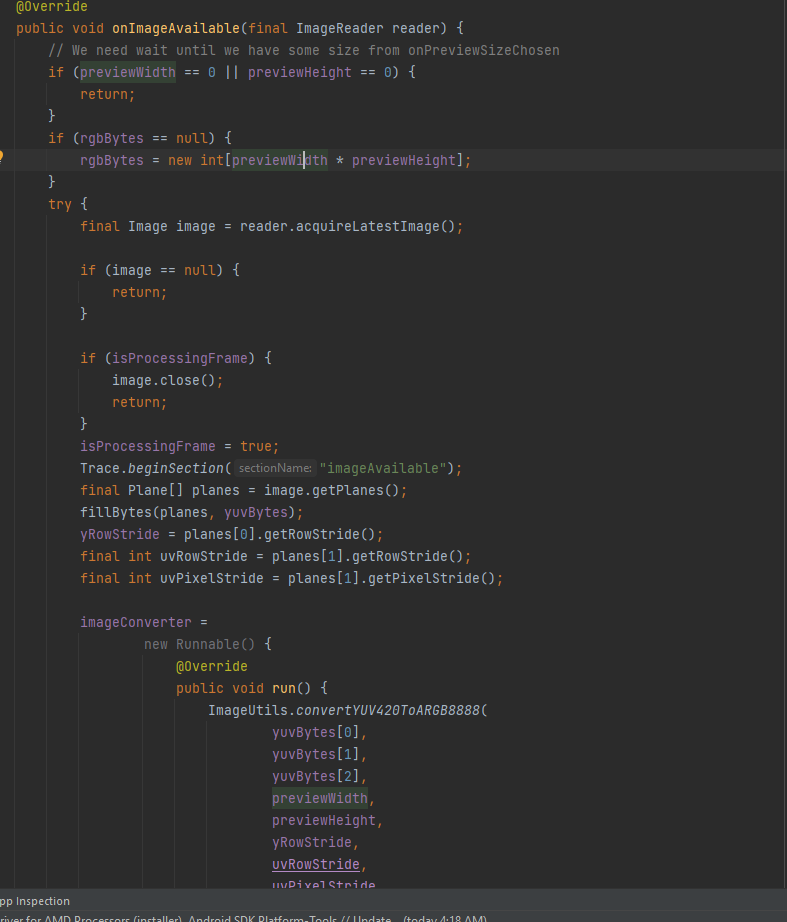 @Override
public void onImageAvailable(final ImageReader reader) {
// We need wait until we have some size from onPreviewSizeChosen
if (previewWidth == 0 || previewHeight == 0) {
return;
}
if (rgbBytes == null) {
rgbBytes = new int[previewWidth * previewHeight];
}
try {
final Image image = reader.acquireLatestImage();
if (image == null) {
return;
}
if (isProcessingFrame) {
image.close();
return;
}
isProcessingFrame = true;
Trace.beginSection( sectionName: "imageAvailable");
final Plane[] planes = image.getPlanes();
fillBytes(planes, yuvBytes);
yRowStride = planes[0].getRowStride();
final int uvRowStride = planes[1].getRowStride();
final int uvPixelStride = planes[1].getPixelStride();
imageConverter =
new Runnable() {
@Override
public void run() {
ImageUtils.convertYUV420ToARGB8888(
yuvBytes[0],
yuvBytes[1],
yuvBytes[2],
previewWidth,
previewHeight,
yRowStride,
uvRowStride,
uvPixelStride
pp Inspection
river for AMD Processors (installer), Android SDK Platform-Tools // Update... (today 4:18 AM)